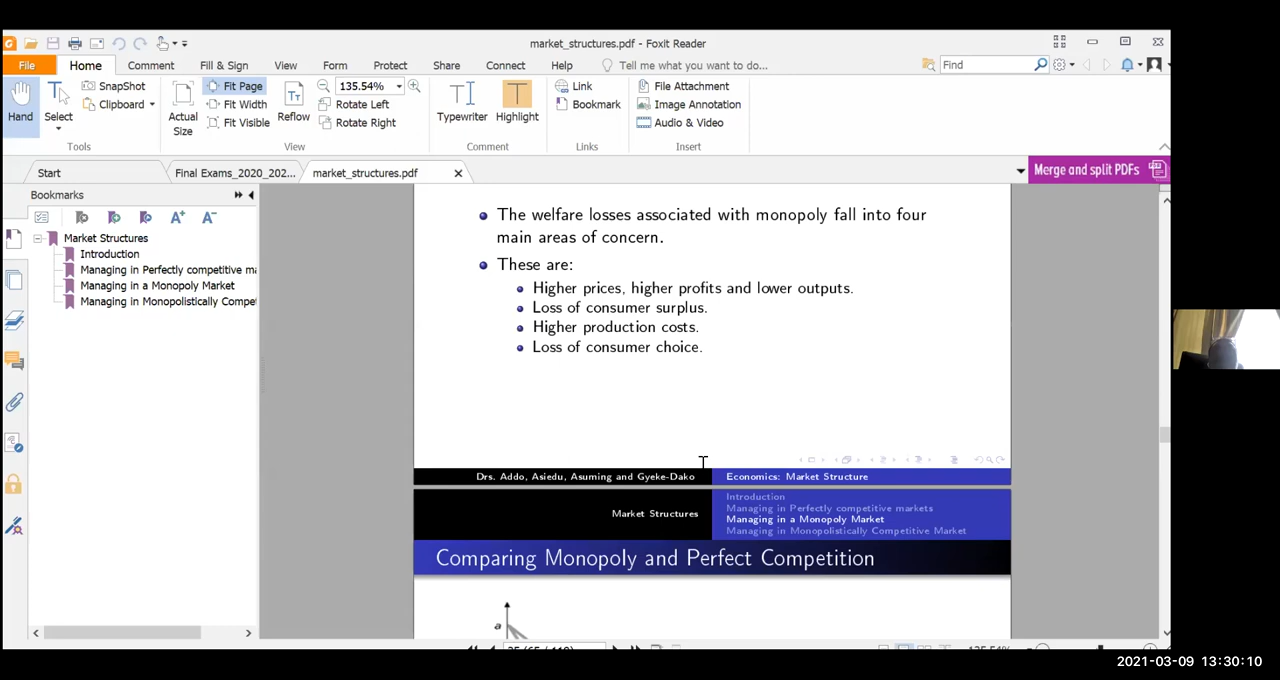 market_structures.pdf - Foxit Reader
File Home Comment Fill & Sign View Form Protect Share Connect Help Tell me what you want to do... Find
Hand
Select
SnapShot
Clipboard
Tools
Actual Size
Fit Page
Fit Width
Fit Visible
Reflow
135.54%
Rotate Left
Rotate Right
View
Typewriter
Highlight
Comment
Link
Bookmark
Links
File Attachment
Image Annotation
Audio & Video
Insert
Start Final Exams_2020_202... market_structures.pdf Merge and split PDFs
Bookmarks
Market Structures
Introduction
Managing in Perfectly competitive ma
Managing in a Monopoly Market
Managing in Monopolistically Compet
The welfare losses associated with monopoly fall into four
main areas of concern.
These are:
Higher prices, higher profits and lower outputs.
Loss of consumer surplus.
Higher production costs.
Loss of consumer choice.
Drs. Addo, Asiedu, Asuming and Gyeke-Dako Economics: Market Structure
Market Structures
Introduction
Managing in Perfectly competitive markets
Managing in a Monopoly Market
Managing in Monopolistically Competitive Market
Comparing Monopoly and Perfect Competition
a
2021-03-09 13:30:10